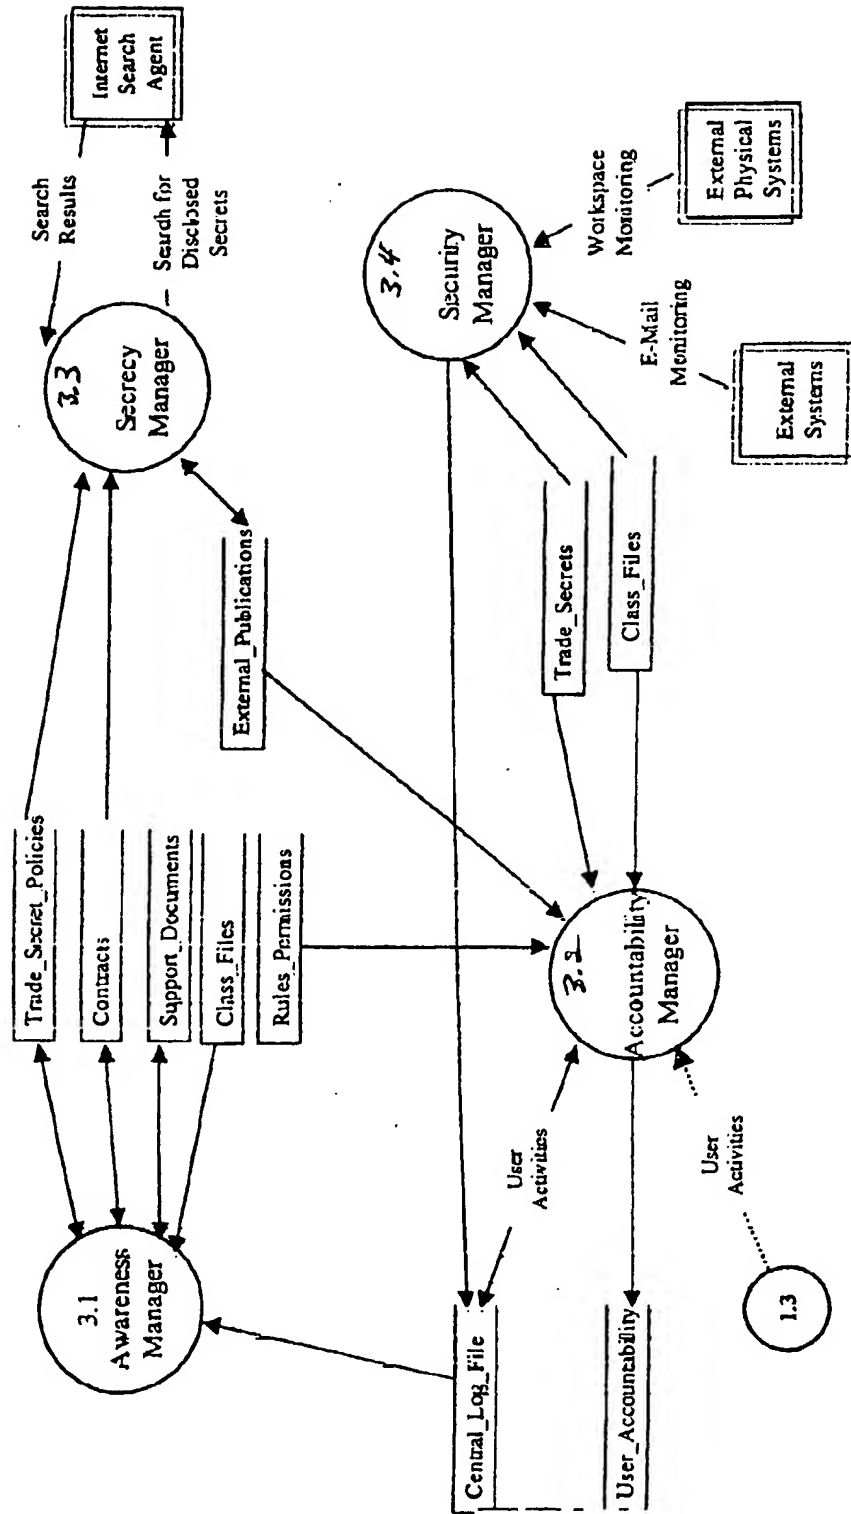 3.1
Awareness
Manager
Trade_Secret_Policies
Contracts
Support_Documents
Class_Files
Rules_Permissions
External_Publications
3.3
Secrecy
Manager
Search
Results
Search for
Disclosed
Secrets
Internet
Search
Agent
Central_Log_File
User_Accountability
User
Activities
1.3
User
Activities
3.2
Accountability
Manager
Trade_Secrets
Class_Files
3.4
Security
Manager
E-Mail
Monitoring
Workspace
Monitoring
External
Systems
External
Physical
Systems